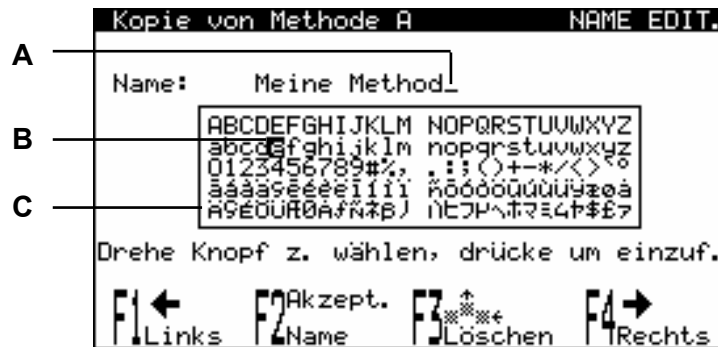 Kopie von Methode A NAME EDIT.
A
Name: Meine Method_
ABCDEFGHIJKLM NOPQRSTUVWXYZ
B abcdefghijklm nopqrstuvwxyz
0123456789#%, .:;()+-*/<>
C
Drehe Knopf z. wählen, drücke um einzuf.
F1 Links F2 Akzept. Name F3 Löschen F4 Rechts